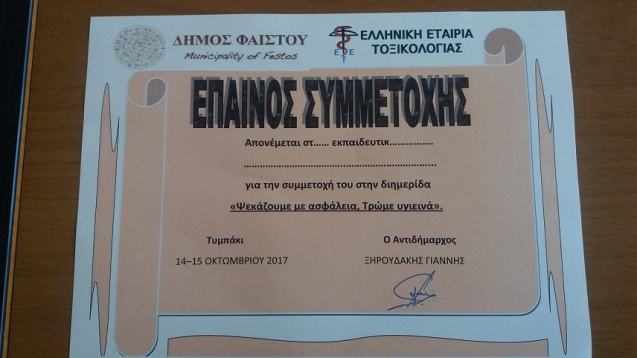 ΔΗΜΟΣ ΦΑΙΣΤΟΥ
Municipality of Festos
ΕΛΛΗΝΙΚΗ ΕΤΑΙΡΙΑ
ΤΟΞΙΚΟΛΟΓΙΑΣ
Ε Τ Ε
ΕΠΑΙΝΟΣ ΣΥΜΜΕΤΟΧΗΣ
Απονέμεται στ…… εκπαιδευτικ…………….
………………………………………………………………..
για την συμμετοχή του στην διημερίδα
«Ψεκάζουμε με ασφάλεια, Τρώμε υγιεινά».
Τυμπάκι Ο Αντιδήμαρχος
14–15 ΟΚΤΩΜΒΡΙΟΥ 2017 ΞΗΡΟΥΔΑΚΗΣ ΓΙΑΝΝΗΣ